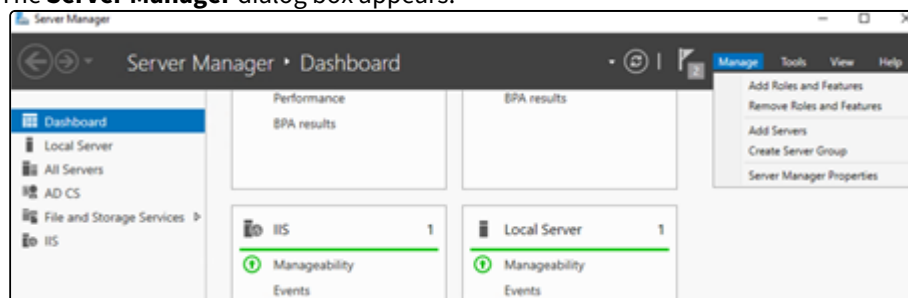 The Server Manager dialog box appears.
Server Manager
Server Manager • Dashboard
2
Manage Tools View Help
Add Roles and Features
Remove Roles and Features
Add Servers
Create Server Group
Server Manager Properties
Dashboard
Local Server
All Servers
AD CS
File and Storage Services
IIS
Performance
BPA results
BPA results
IIS 1
Manageability
Events
Local Server 1
Manageability
Events